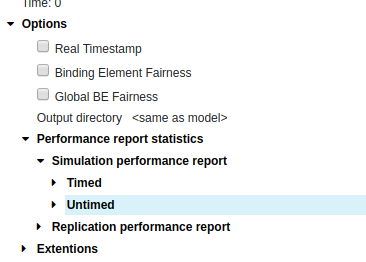 Time: 0
Options
Real Timestamp
Binding Element Fairness
Global BE Fairness
Output directory <same as model>
Performance report statistics
Simulation performance report
Timed
Untimed
Replication performance report
Extentions